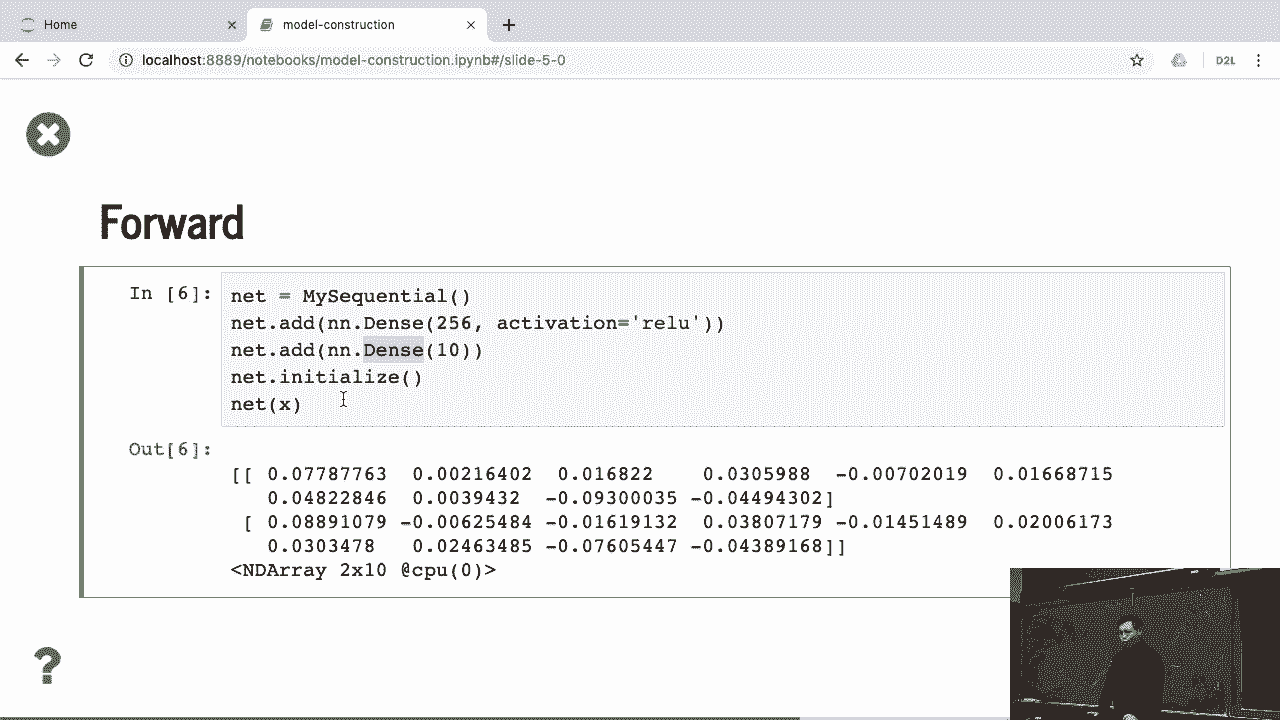 Home
model-construction
localhost:8889/notebooks/model-construction.ipynb#/slide-5-0
D2L
Forward
In [6]:
net = MySequential()
net.add(nn.Dense(256, activation='relu'))
net.add(nn.Dense(10))
net.initialize()
net(x)
Out[6]:
[[ 0.07787763 0.00216402 0.016822 0.0305988 -0.00702019 0.01668715
0.04822846 0.0039432 -0.09300035 -0.04494302]
[ 0.08891079 -0.00625484 -0.01619132 0.03807179 -0.01451489 0.02006173
0.0303478 0.02463485 -0.07605447 -0.04389168]]
<NDArray 2x10 @cpu(0)>
?